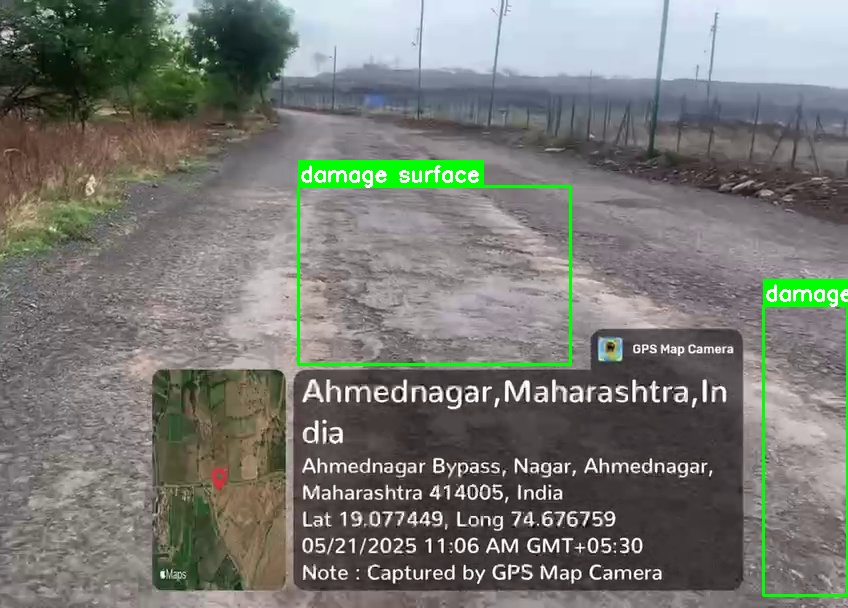 damage surface
damage
GPS Map Camera
Ahmednagar,Maharashtra,In
dia
Ahmednagar Bypass, Nagar, Ahmednagar,
Maharashtra 414005, India
Lat 19.077449, Long 74.676759
05/21/2025 11:06 AM GMT+05:30
Note : Captured by GPS Map Camera
Maps